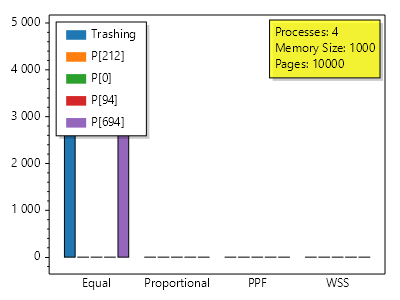 5 000
4 000
3 000
2 000
1 000
0
Trashing
P[212]
P[0]
P[94]
P[694]
Processes: 4
Memory Size: 1000
Pages: 10000
Equal
Proportional
PPF
WSS